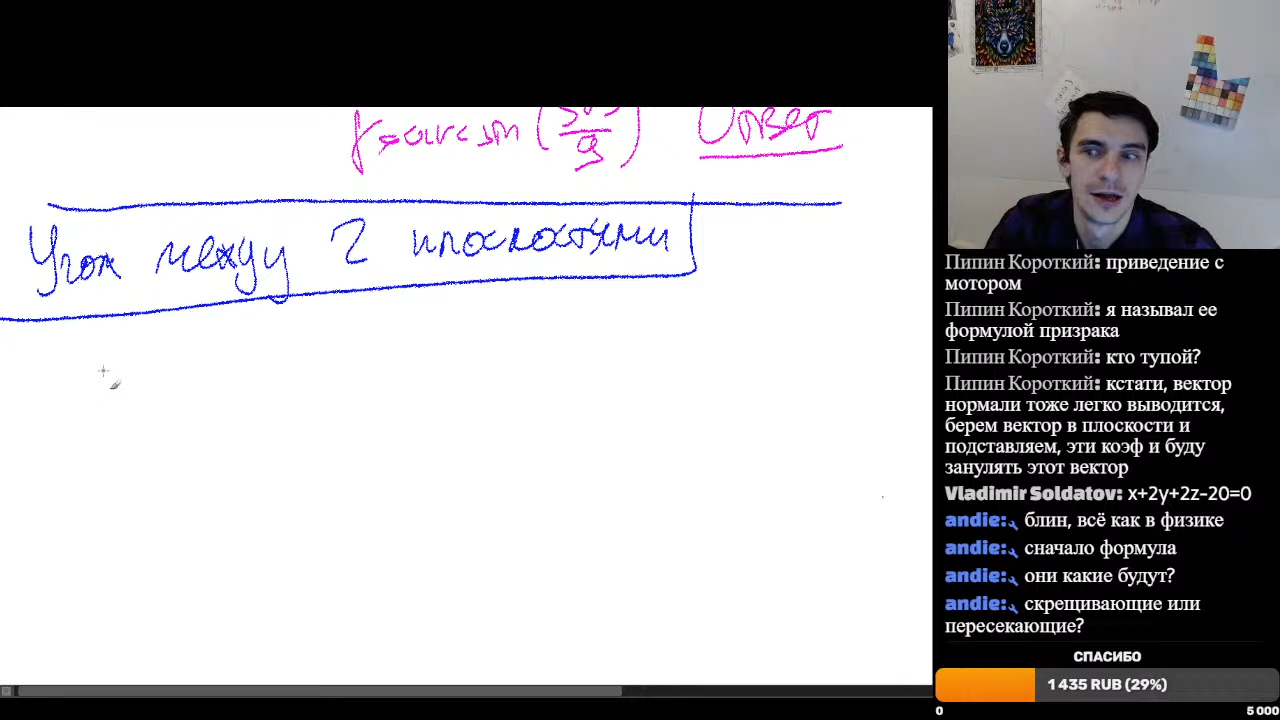 γ=arcsin (5√5/9) Ответ
Угол между 2 плоскостями
Пипин Короткий: приведение с
мотором
Пипин Короткий: я называл ее
формулой призрака
Пипин Короткий: кто тупой?
Пипин Короткий: кстати, вектор
нормали тоже легко выводится,
берем вектор в плоскости и
подставляем, эти коэф и буду
занулять этот вектор
Vladimir Soldatov: x+2y+2z-20=0
andie: блин, всё как в физике
andie: сначало формула
andie: они какие будут?
andie: скрещивающие или
пересекающие?
СПАСИБО
1 435 RUB (29%)
0 5 000